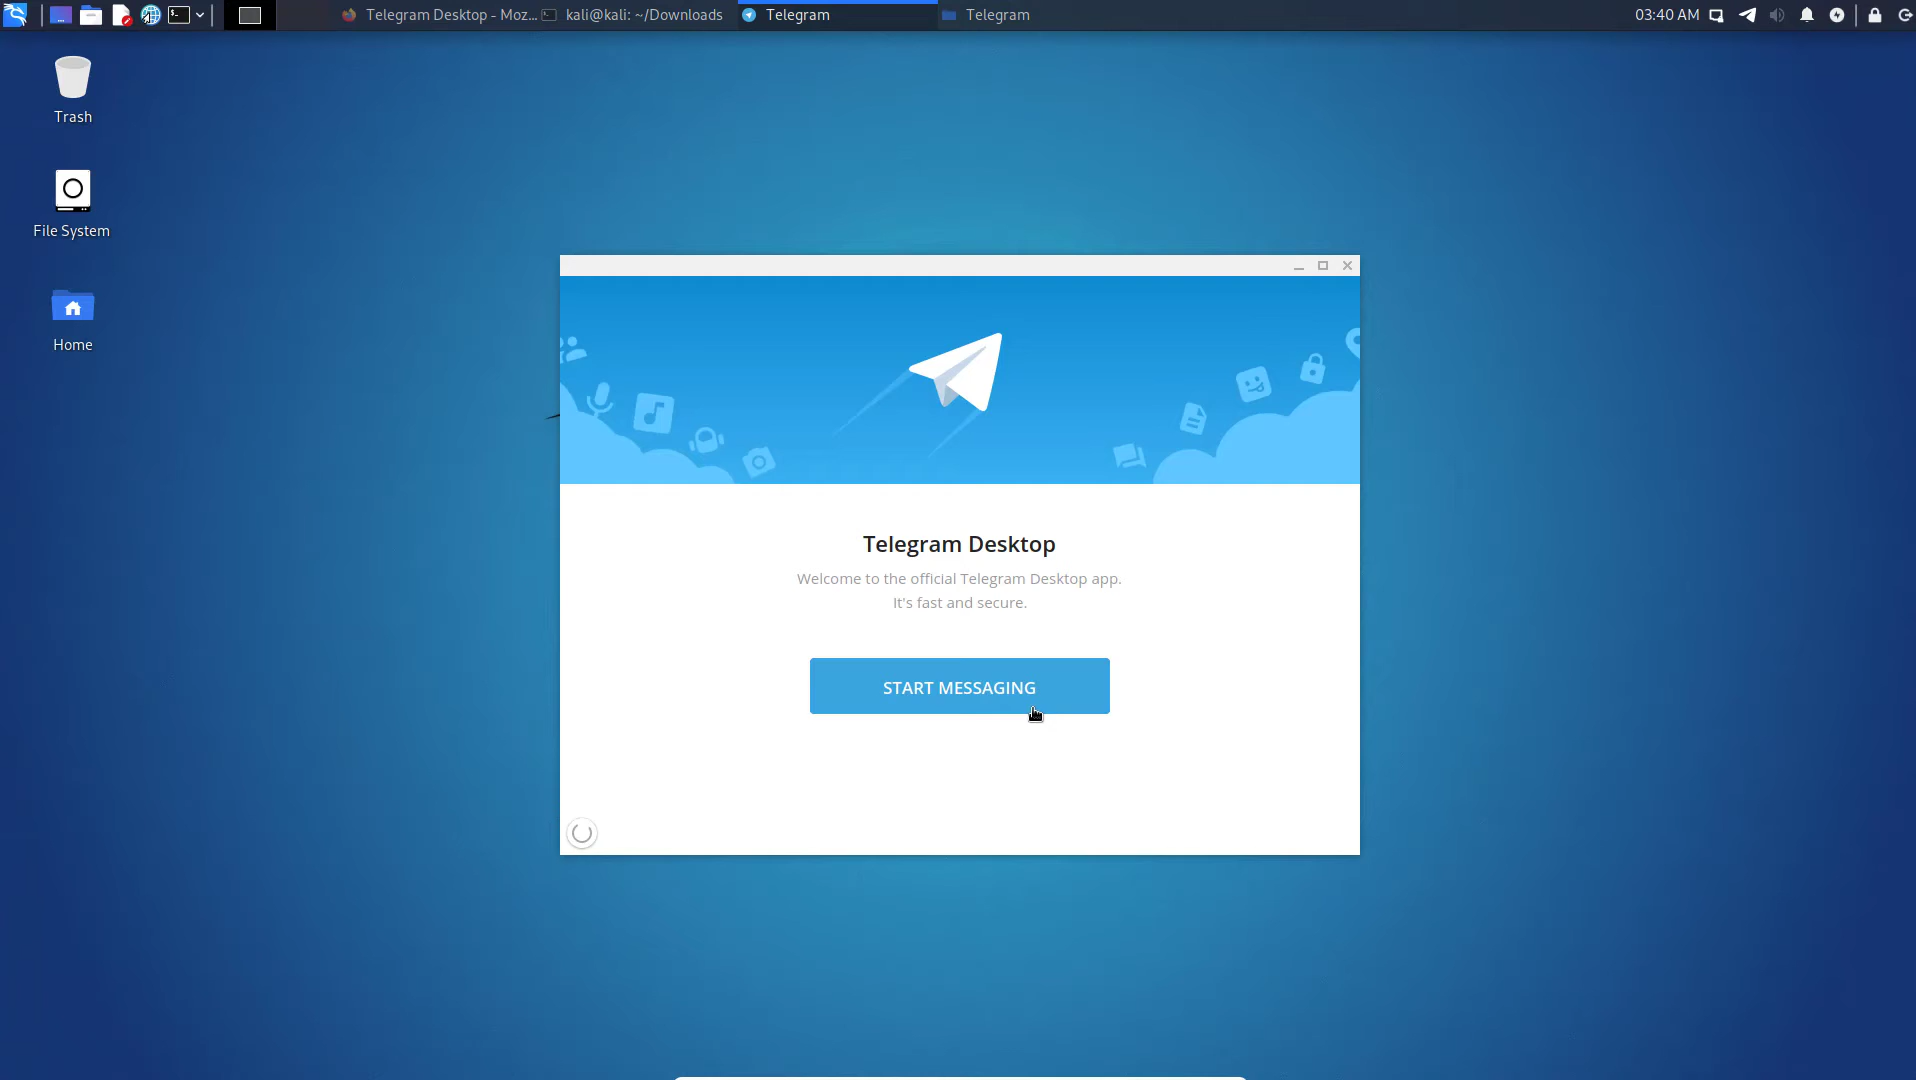 Telegram Desktop - Moz...
kali@kali: ~/Downloads
Telegram
Telegram
03:40 AM
Trash
File System
Home
Telegram Desktop
Welcome to the official Telegram Desktop app.
It's fast and secure.
START MESSAGING